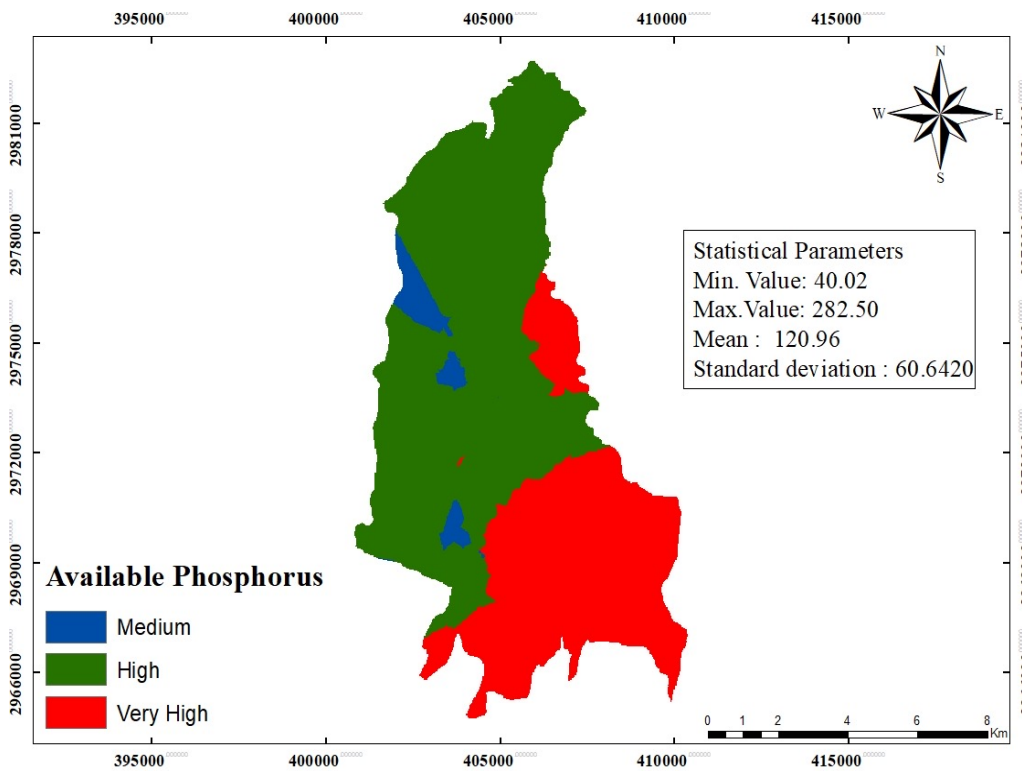 395000 400000 405000 410000 415000
N
W E
S
2981000
2978000
2975000
2972000
2969000
2966000
Statistical Parameters
Min. Value: 40.02
Max.Value: 282.50
Mean : 120.96
Standard deviation : 60.6420
Available Phosphorus
Medium
High
Very High
0 1 2 4 6 8
Km
395000 400000 405000 410000 415000